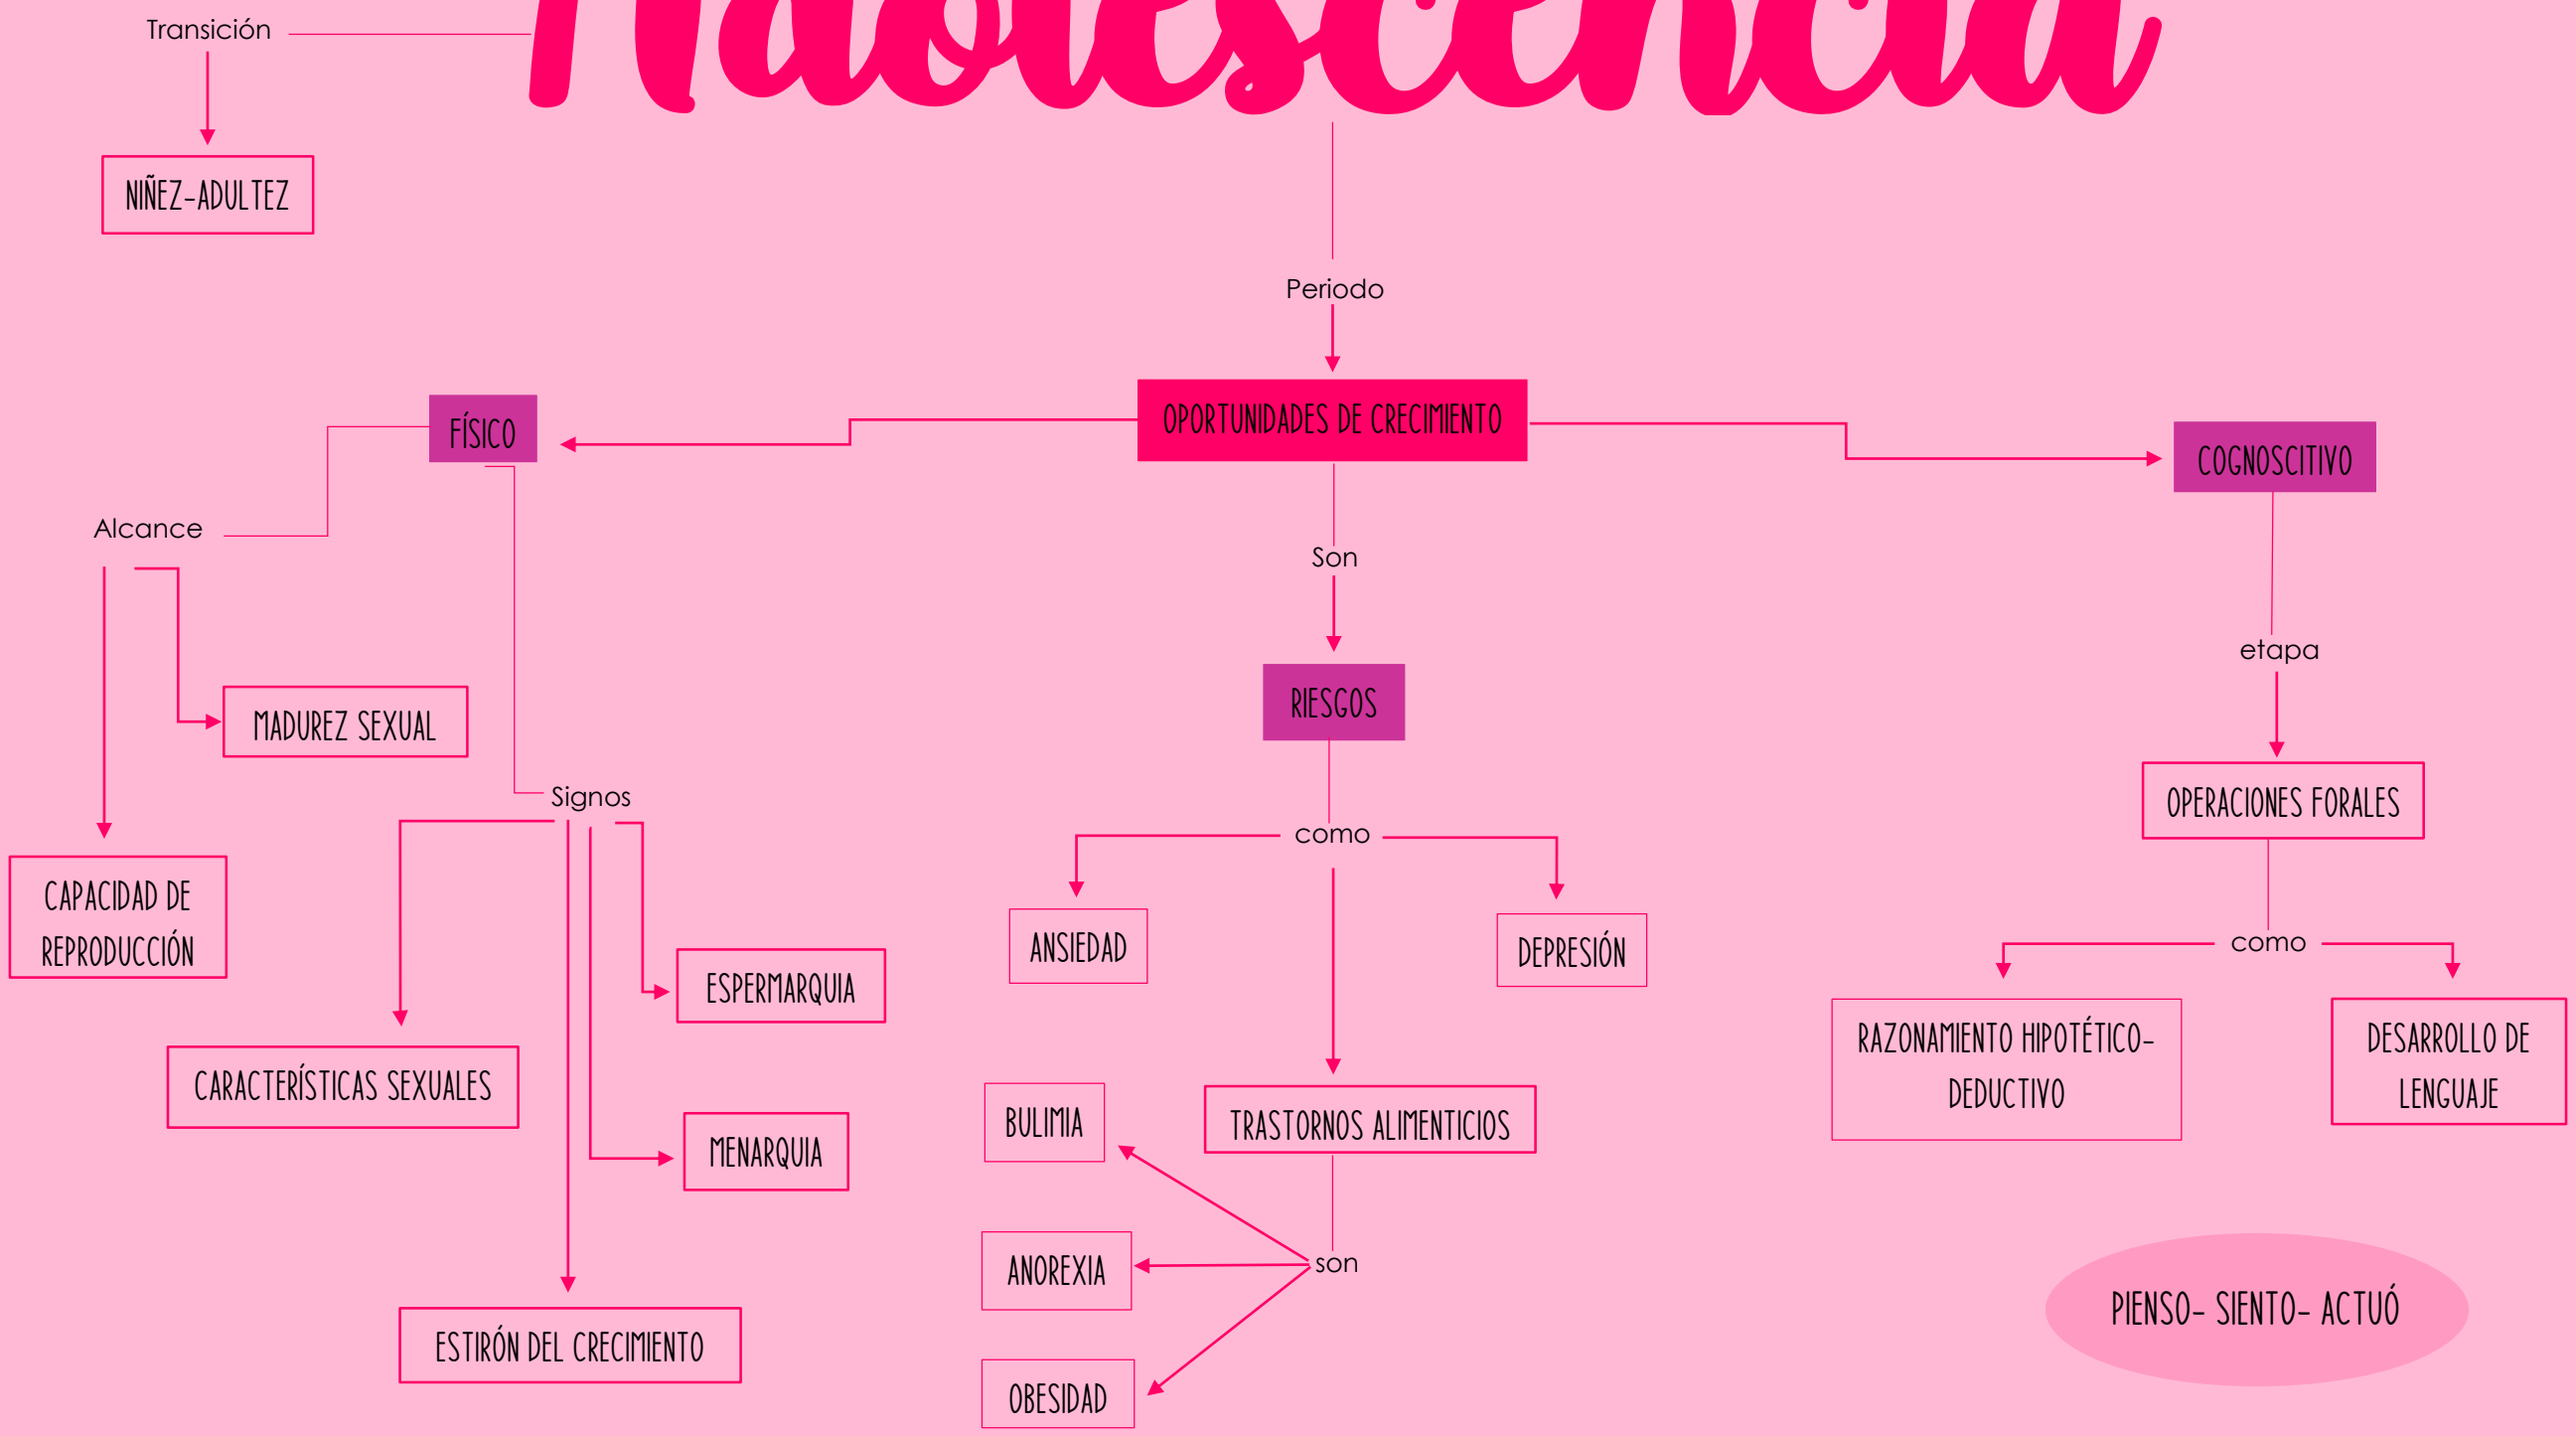 Adolescencia
Transición
NIÑEZ-ADULTEZ
Periodo
OPORTUNIDADES DE CRECIMIENTO
FÍSICO
COGNOSCITIVO
Alcance
Son
etapa
RIESGOS
MADUREZ SEXUAL
OPERACIONES FORALES
Signos
como
CAPACIDAD DE
REPRODUCCIÓN
ANSIEDAD
DEPRESIÓN
como
ESPERMARQUIA
CARACTERÍSTICAS SEXUALES
RAZONAMIENTO HIPOTÉTICO-
DEDUCTIVO
DESARROLLO DE
LENGUAJE
BULIMIA
TRASTORNOS ALIMENTICIOS
MENARQUIA
ANOREXIA
son
PIENSO- SIENTO- ACTUÓ
ESTIRÓN DEL CRECIMIENTO
OBESIDAD